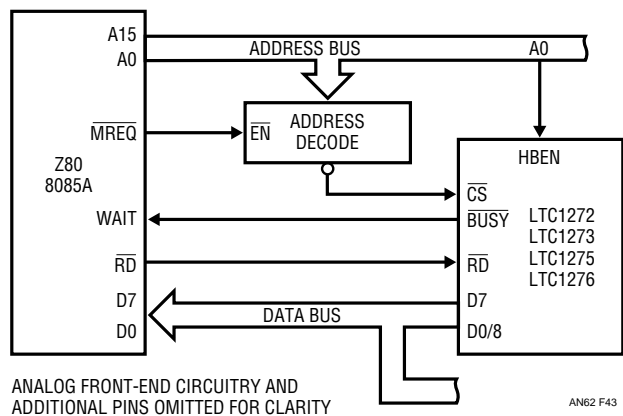 A15
ADDRESS BUS
A0
A0
MREQ
EN
ADDRESS
DECODE
HBEN
Z80
8085A
CS
WAIT
BUSY
LTC1272
LTC1273
LTC1275
LTC1276
RD
RD
D7
D7
DATA BUS
D0
D0/8
ANALOG FRONT-END CIRCUITRY AND
ADDITIONAL PINS OMITTED FOR CLARITY
AN62 F43